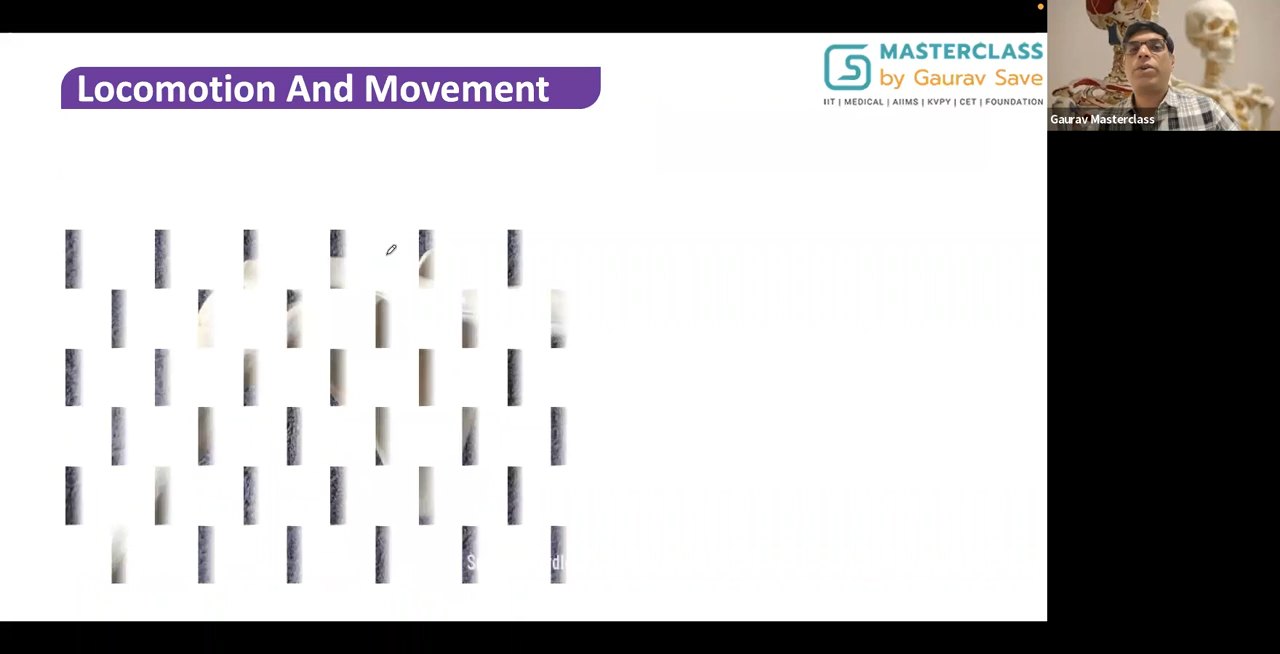 Locomotion And Movement
MASTERCLASS
by Gaurav Save
IIT | MEDICAL | AIIMS | KVPY | CET | FOUNDATION
Gaurav Masterclass